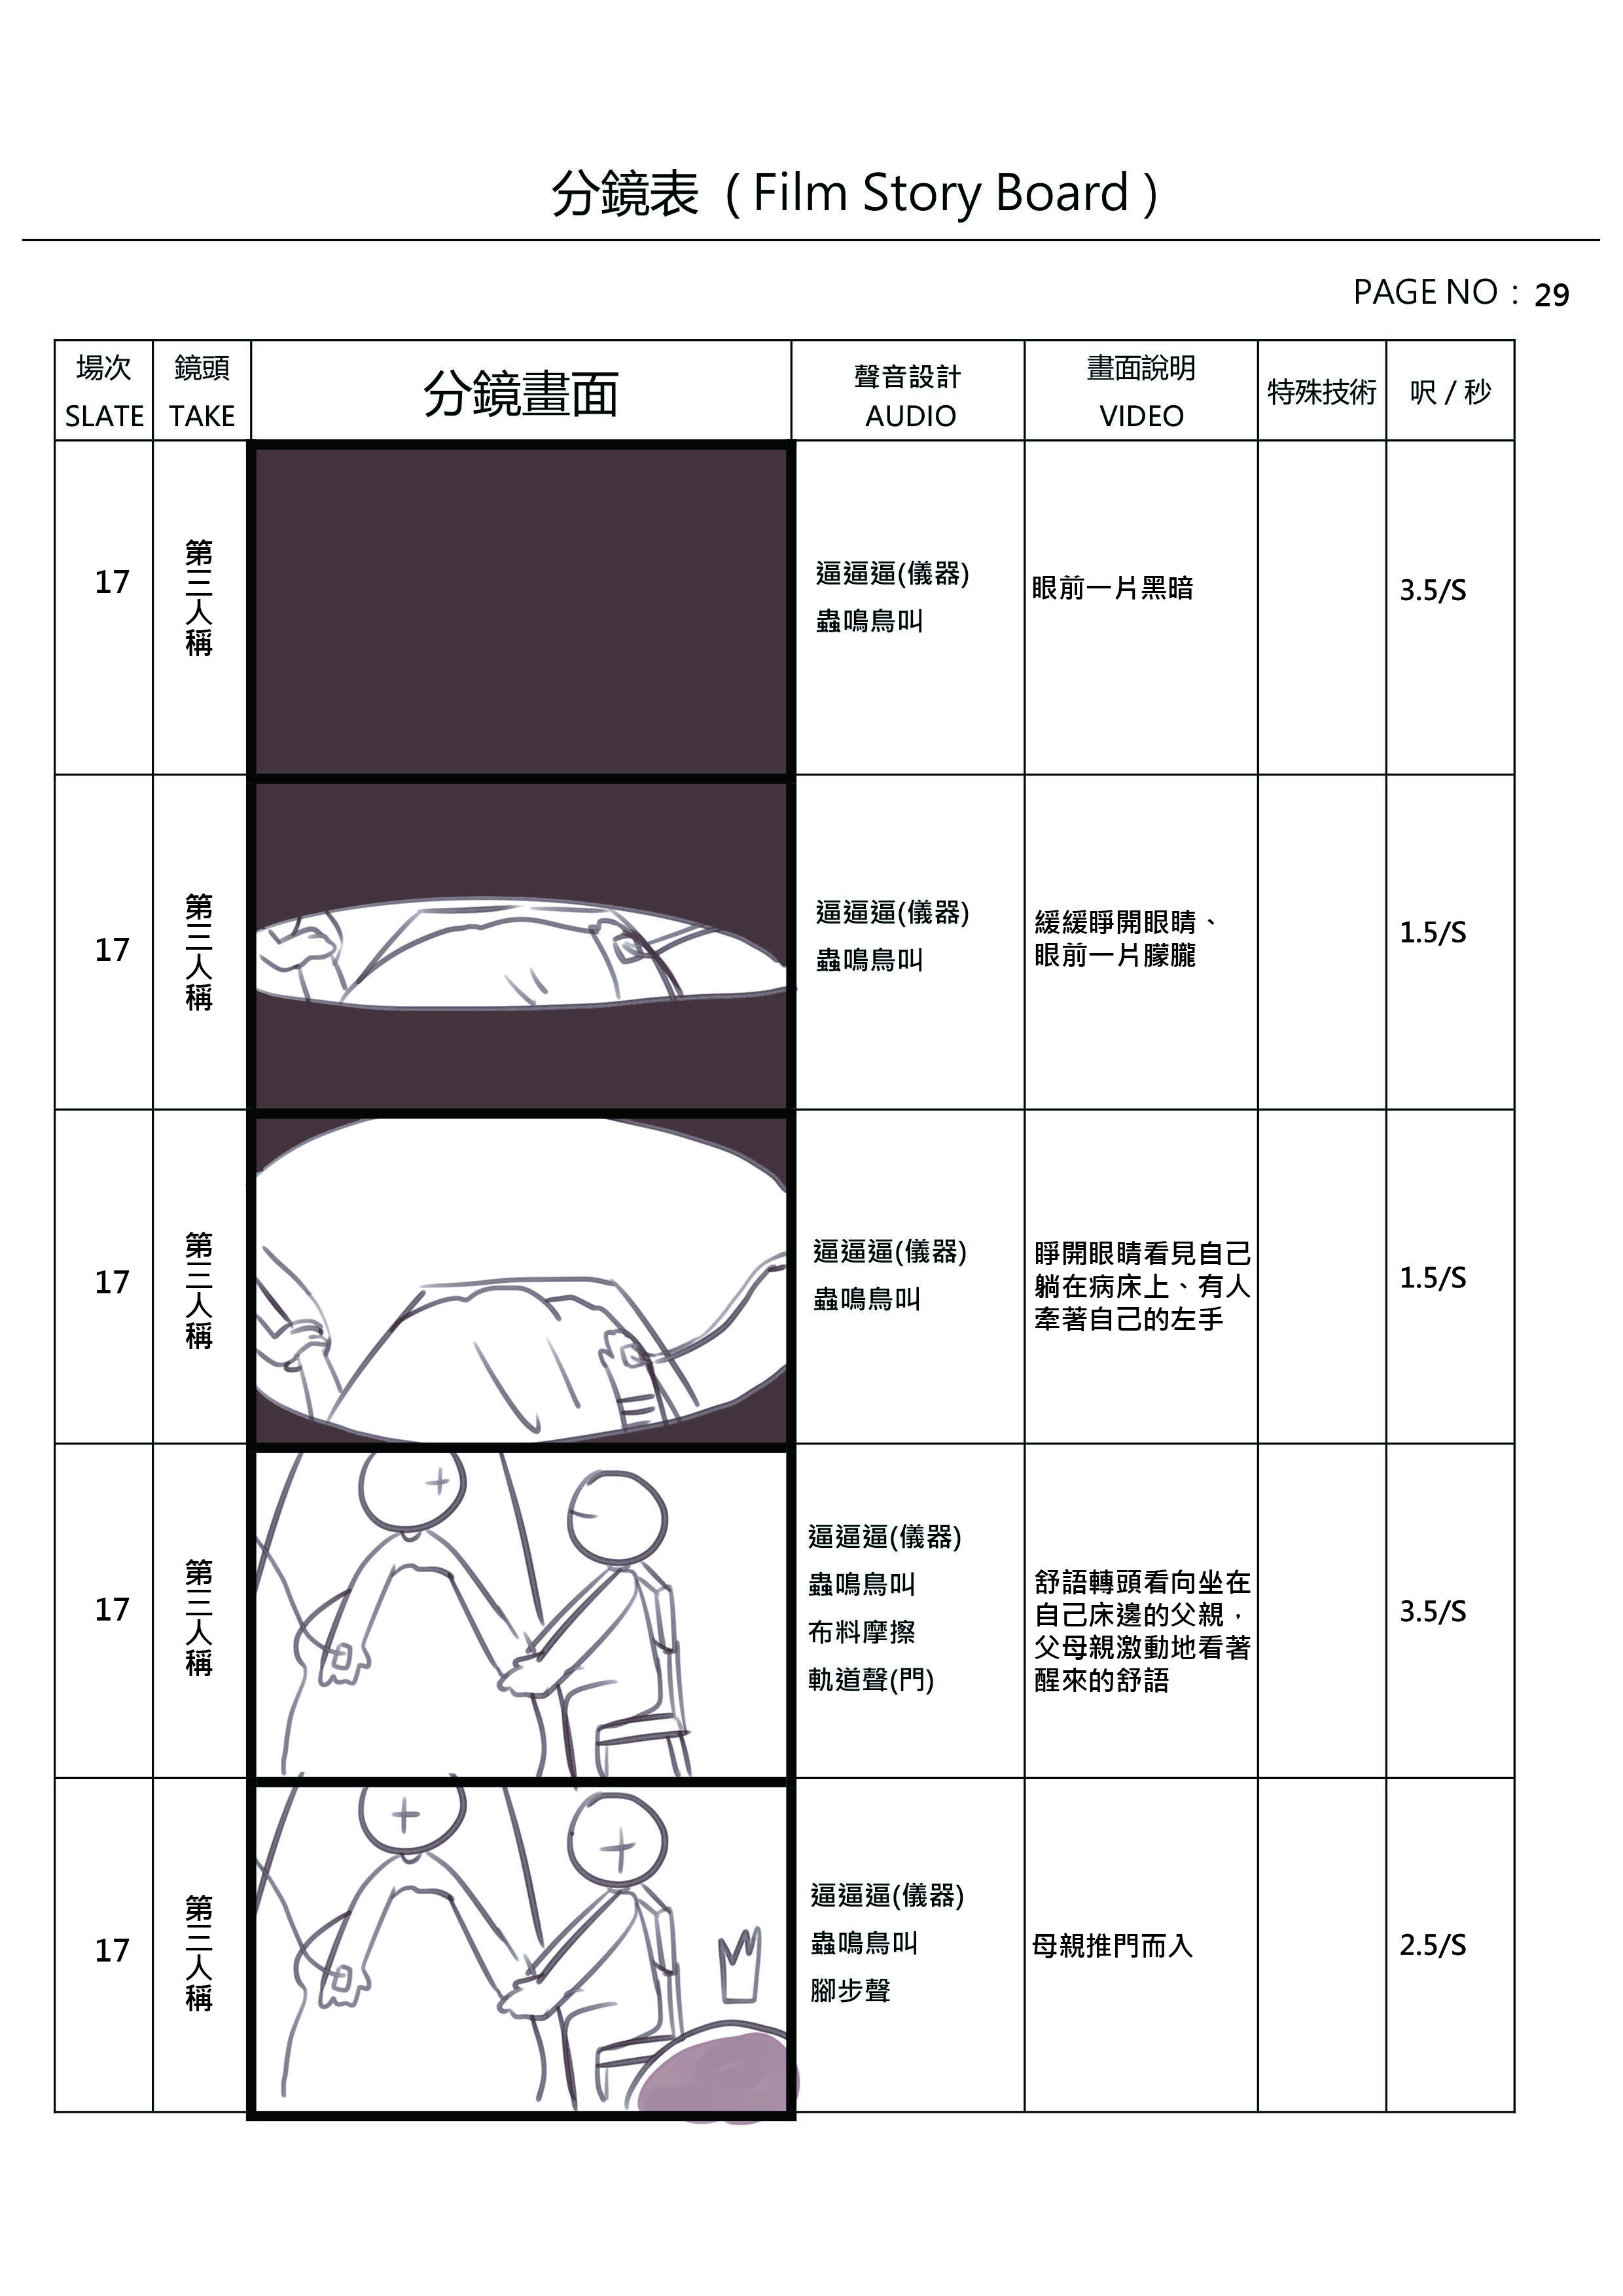 分鏡表（Film Story Board）
PAGE NO：29
場次
SLATE
鏡頭
TAKE
分鏡畫面
聲音設計
AUDIO
畫面說明
VIDEO
特殊技術
呎 / 秒
17
第三人稱
逼逼逼(儀器)
蟲鳴鳥叫
眼前一片黑暗
3.5/S
17
第三人稱
逼逼逼(儀器)
蟲鳴鳥叫
緩緩睜開眼睛、
眼前一片朦朧
1.5/S
17
第三人稱
逼逼逼(儀器)
蟲鳴鳥叫
睜開眼睛看見自己
躺在病床上、有人
牽著自己的左手
1.5/S
17
第三人稱
逼逼逼(儀器)
蟲鳴鳥叫
布料摩擦
軌道聲(門)
舒語轉頭看向坐在
自己床邊的父親，
父母親激動地看著
醒來的舒語
3.5/S
17
第三人稱
逼逼逼(儀器)
蟲鳴鳥叫
腳步聲
母親推門而入
2.5/S